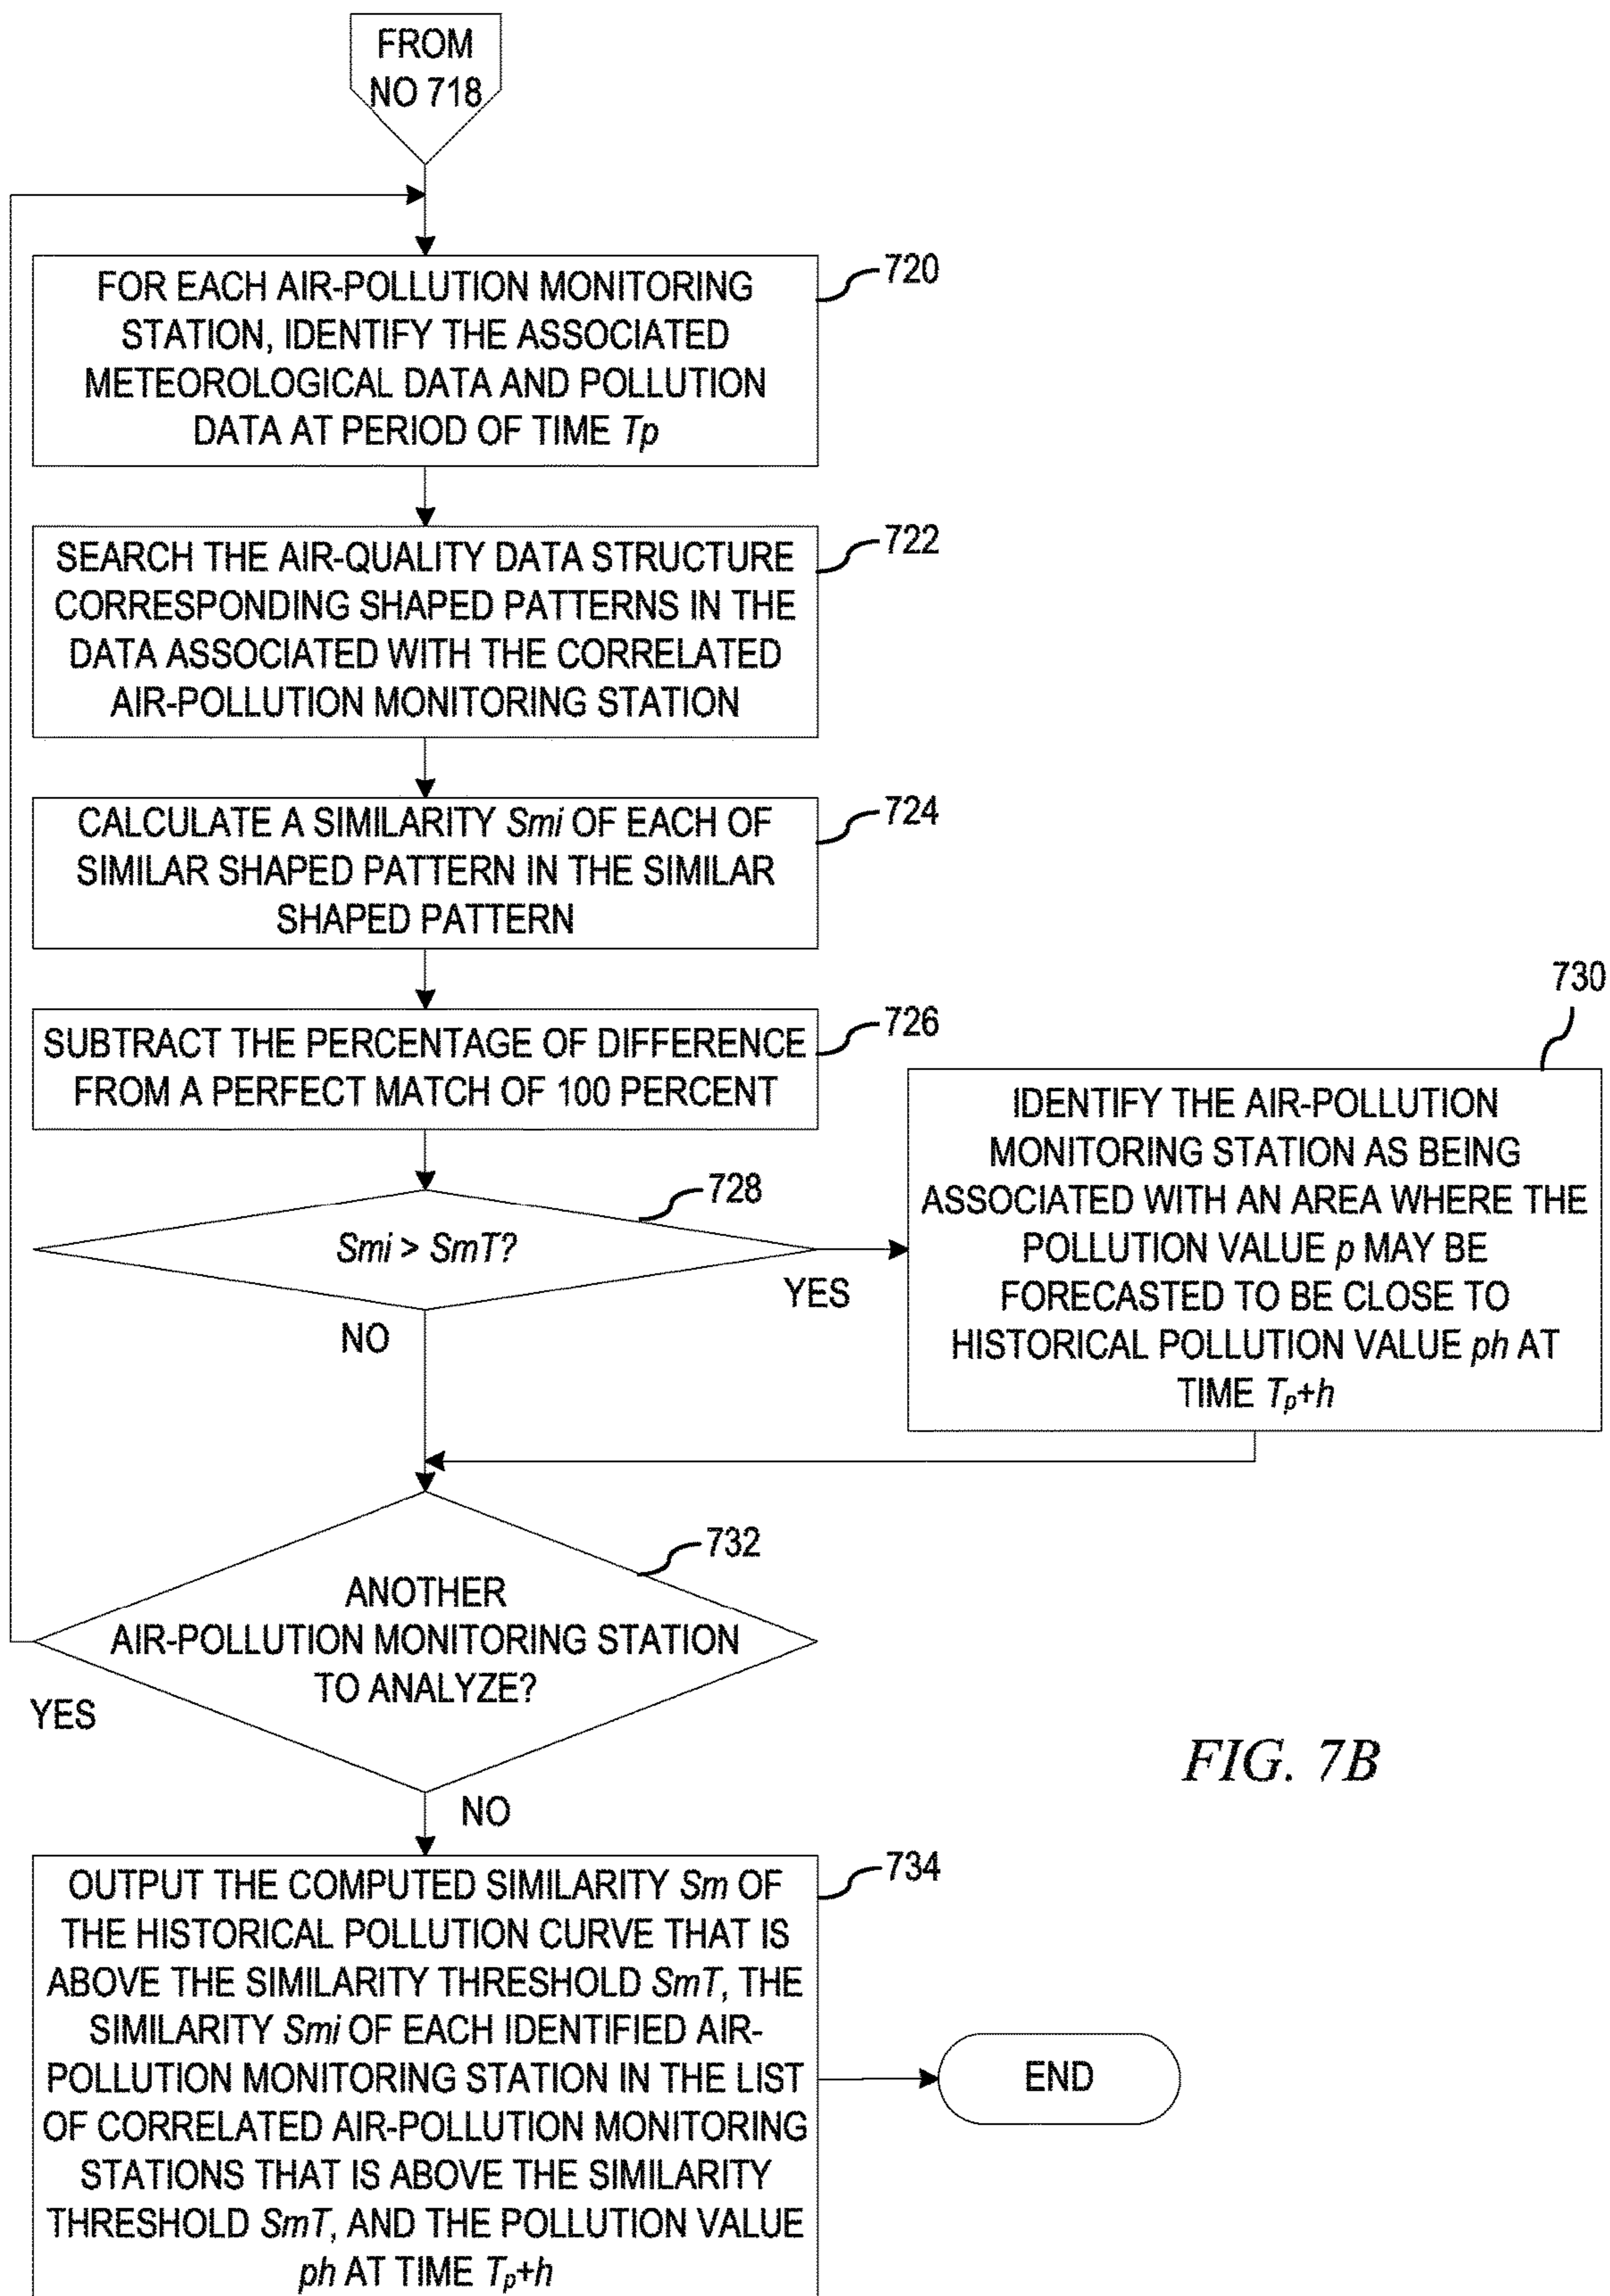 FROM
NO 718
FOR EACH AIR-POLLUTION MONITORING
STATION, IDENTIFY THE ASSOCIATED
METEOROLOGICAL DATA AND POLLUTION
DATA AT PERIOD OF TIME Tp
720
SEARCH THE AIR-QUALITY DATA STRUCTURE
CORRESPONDING SHAPED PATTERNS IN THE
DATA ASSOCIATED WITH THE CORRELATED
AIR-POLLUTION MONITORING STATION
722
CALCULATE A SIMILARITY Smi OF EACH OF
SIMILAR SHAPED PATTERN IN THE SIMILAR
SHAPED PATTERN
724
SUBTRACT THE PERCENTAGE OF DIFFERENCE
FROM A PERFECT MATCH OF 100 PERCENT
726
Smi > SmT?
728
YES
NO
730
IDENTIFY THE AIR-POLLUTION
MONITORING STATION AS BEING
ASSOCIATED WITH AN AREA WHERE THE
POLLUTION VALUE p MAY BE
FORECASTED TO BE CLOSE TO
HISTORICAL POLLUTION VALUE ph AT
TIME Tp+h
732
ANOTHER
AIR-POLLUTION MONITORING STATION
TO ANALYZE?
YES
NO
FIG. 7B
734
OUTPUT THE COMPUTED SIMILARITY Sm OF
THE HISTORICAL POLLUTION CURVE THAT IS
ABOVE THE SIMILARITY THRESHOLD SmT, THE
SIMILARITY Smi OF EACH IDENTIFIED AIR-
POLLUTION MONITORING STATION IN THE LIST
OF CORRELATED AIR-POLLUTION MONITORING
STATIONS THAT IS ABOVE THE SIMILARITY
THRESHOLD SmT, AND THE POLLUTION VALUE
ph AT TIME Tp+h
END